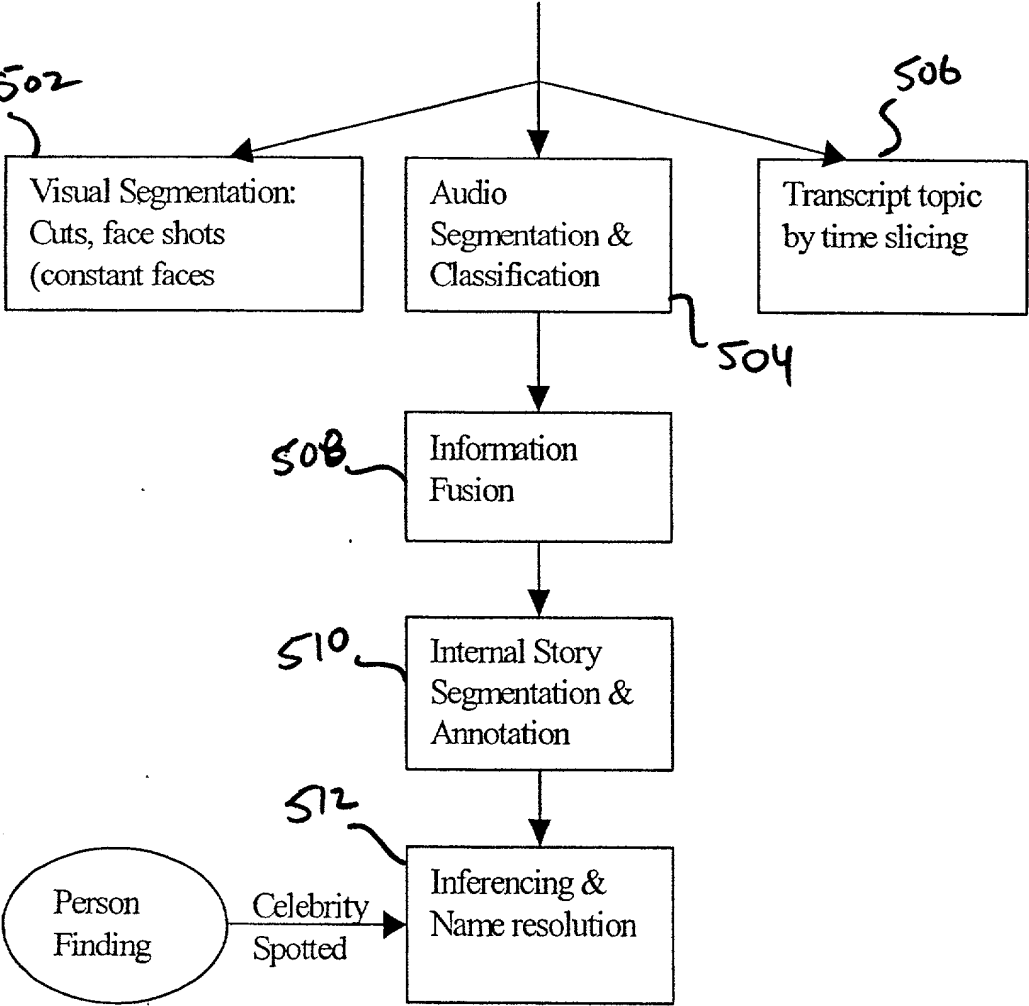 502
506
Visual Segmentation:
Cuts, face shots
(constant faces
Audio
Segmentation &
Classification
Transcript topic
by time slicing
504
508
Information
Fusion
510
Internal Story
Segmentation &
Annotation
512
Person
Finding
Celebrity
Spotted
Inferencing &
Name resolution